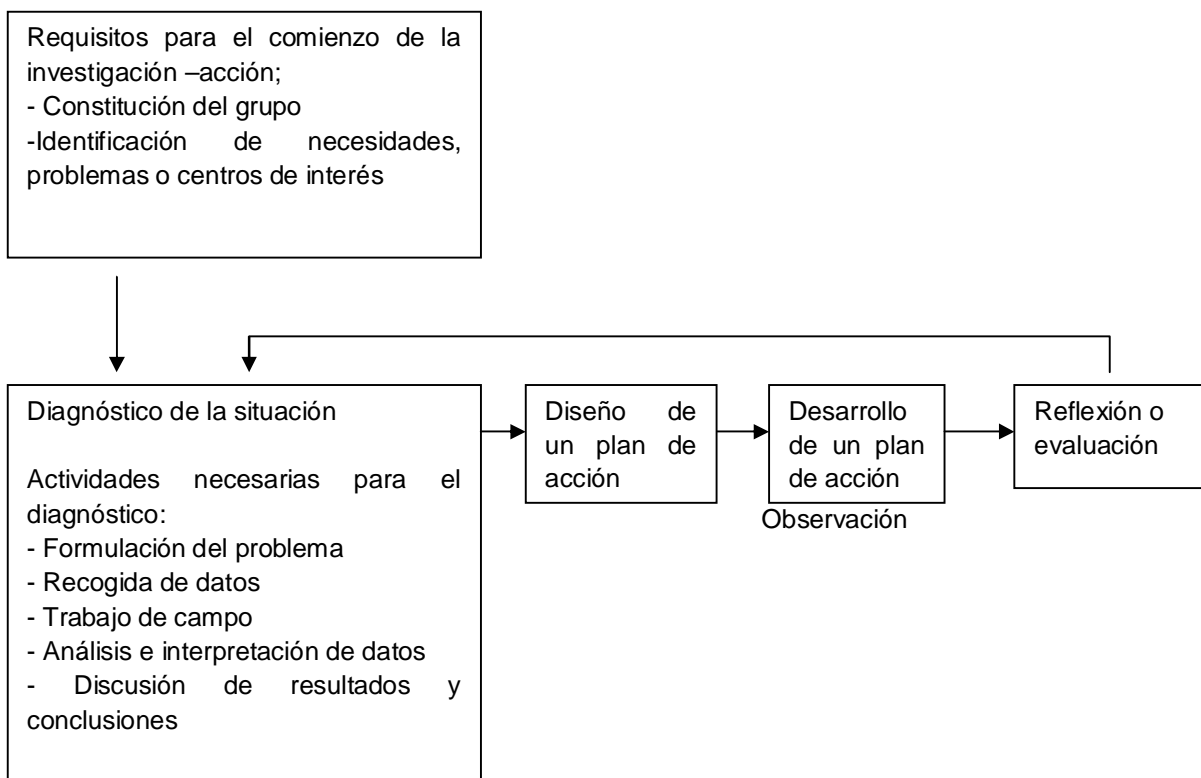 Requisitos para el comienzo de la
investigación –acción;
- Constitución del grupo
-Identificación de necesidades,
problemas o centros de interés
Diagnóstico de la situación
Actividades necesarias para el
diagnóstico:
- Formulación del problema
- Recogida de datos
- Trabajo de campo
- Análisis e interpretación de datos
- Discusión de resultados y
conclusiones
Diseño de
un plan de
acción
Desarrollo
de un plan
de acción
Observación
Reflexión o
evaluación